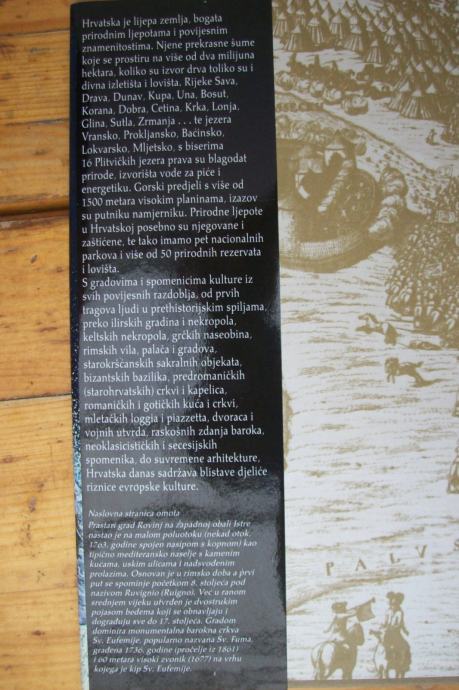 Hrvatska je lijepa zemlja, bogata
prirodnim ljepotama i povijesnim
znamenitostima. Njene prekrasne šume
koje se prostiru na više od dva milijuna
hektara, koliko su izvor drva toliko su i
divna izletišta i lovišta. Rijeke Sava,
Drava, Dunav, Kupa, Una, Bosut,
Korana, Dobra, Cetina, Krka, Lonja,
Glina, Sutla, Zrmanja . . . te jezera
Vransko, Prokljansko, Baćinsko,
Lokvarsko, Mljetsko, s biserima
16 Plitvičkih jezera prava su blagodat
prirode, izvorišta vode za piće i
energetiku. Gorski predjeli s više od
1500 metara visokim planinama, izazov
su putniku namjerniku. Prirodne ljepote
u Hrvatskoj posebno su njegovane i
zaštićene, te tako imamo pet nacionalnih
parkova i više od 50 prirodnih rezervata
i lovišta.
S gradovima i spomenicima kulture iz
svih povijesnih razdoblja, od prvih
tragova ljudi u prethistorijskim spiljama,
preko ilirskih gradina i nekropola,
keltskih nekropola, grčkih naseobina,
rimskih vila, palača i gradova,
starokršćanskih sakralnih objekata,
bizantskih bazilika, predromaničkih
(starohrvatskih) crkvi i kapelica,
romaničkih i gotičkih kuća i crkvi,
mletačkih loggia i piazzetta, dvoraca i
vojnih utvrda, raskošnih zdanja baroka,
neoklasicističkih i secesijskih
spomenika, do suvremene arhitekture,
Hrvatska danas sadržava blistave djeliće
riznice evropske kulture.
Naslovna stranica omota
Prastari grad Rovinj na zapadnoj obali Istre
nastao je na malom poluotoku (nekad otok,
1763. godine spojen nasipom s kopnom) kao
tipično mediteransko naselje s kamenim
kućama, uskim ulicama i nadsvođenim
prolazima. Osnovan je u rimsko doba a prvi
put se spominje početkom 8. stoljeća pod
nazivom Ruvignio (Ruigno). Već u ranom
srednjem vijeku utvrđen je dvostrukim
pojasom bedema koji se obnavljaju i
dograđuju sve do 17. stoljeća. Gradom
dominira monumentalna barokna crkva
Sv. Eufemije, popularno nazvana Sv. Fuma,
građena 1736. godine (pročelje iz 1861)
i 60 metara visoki zvonik (1677) na vrhu
kojega je kip Sv. Eufemije.
PALVS